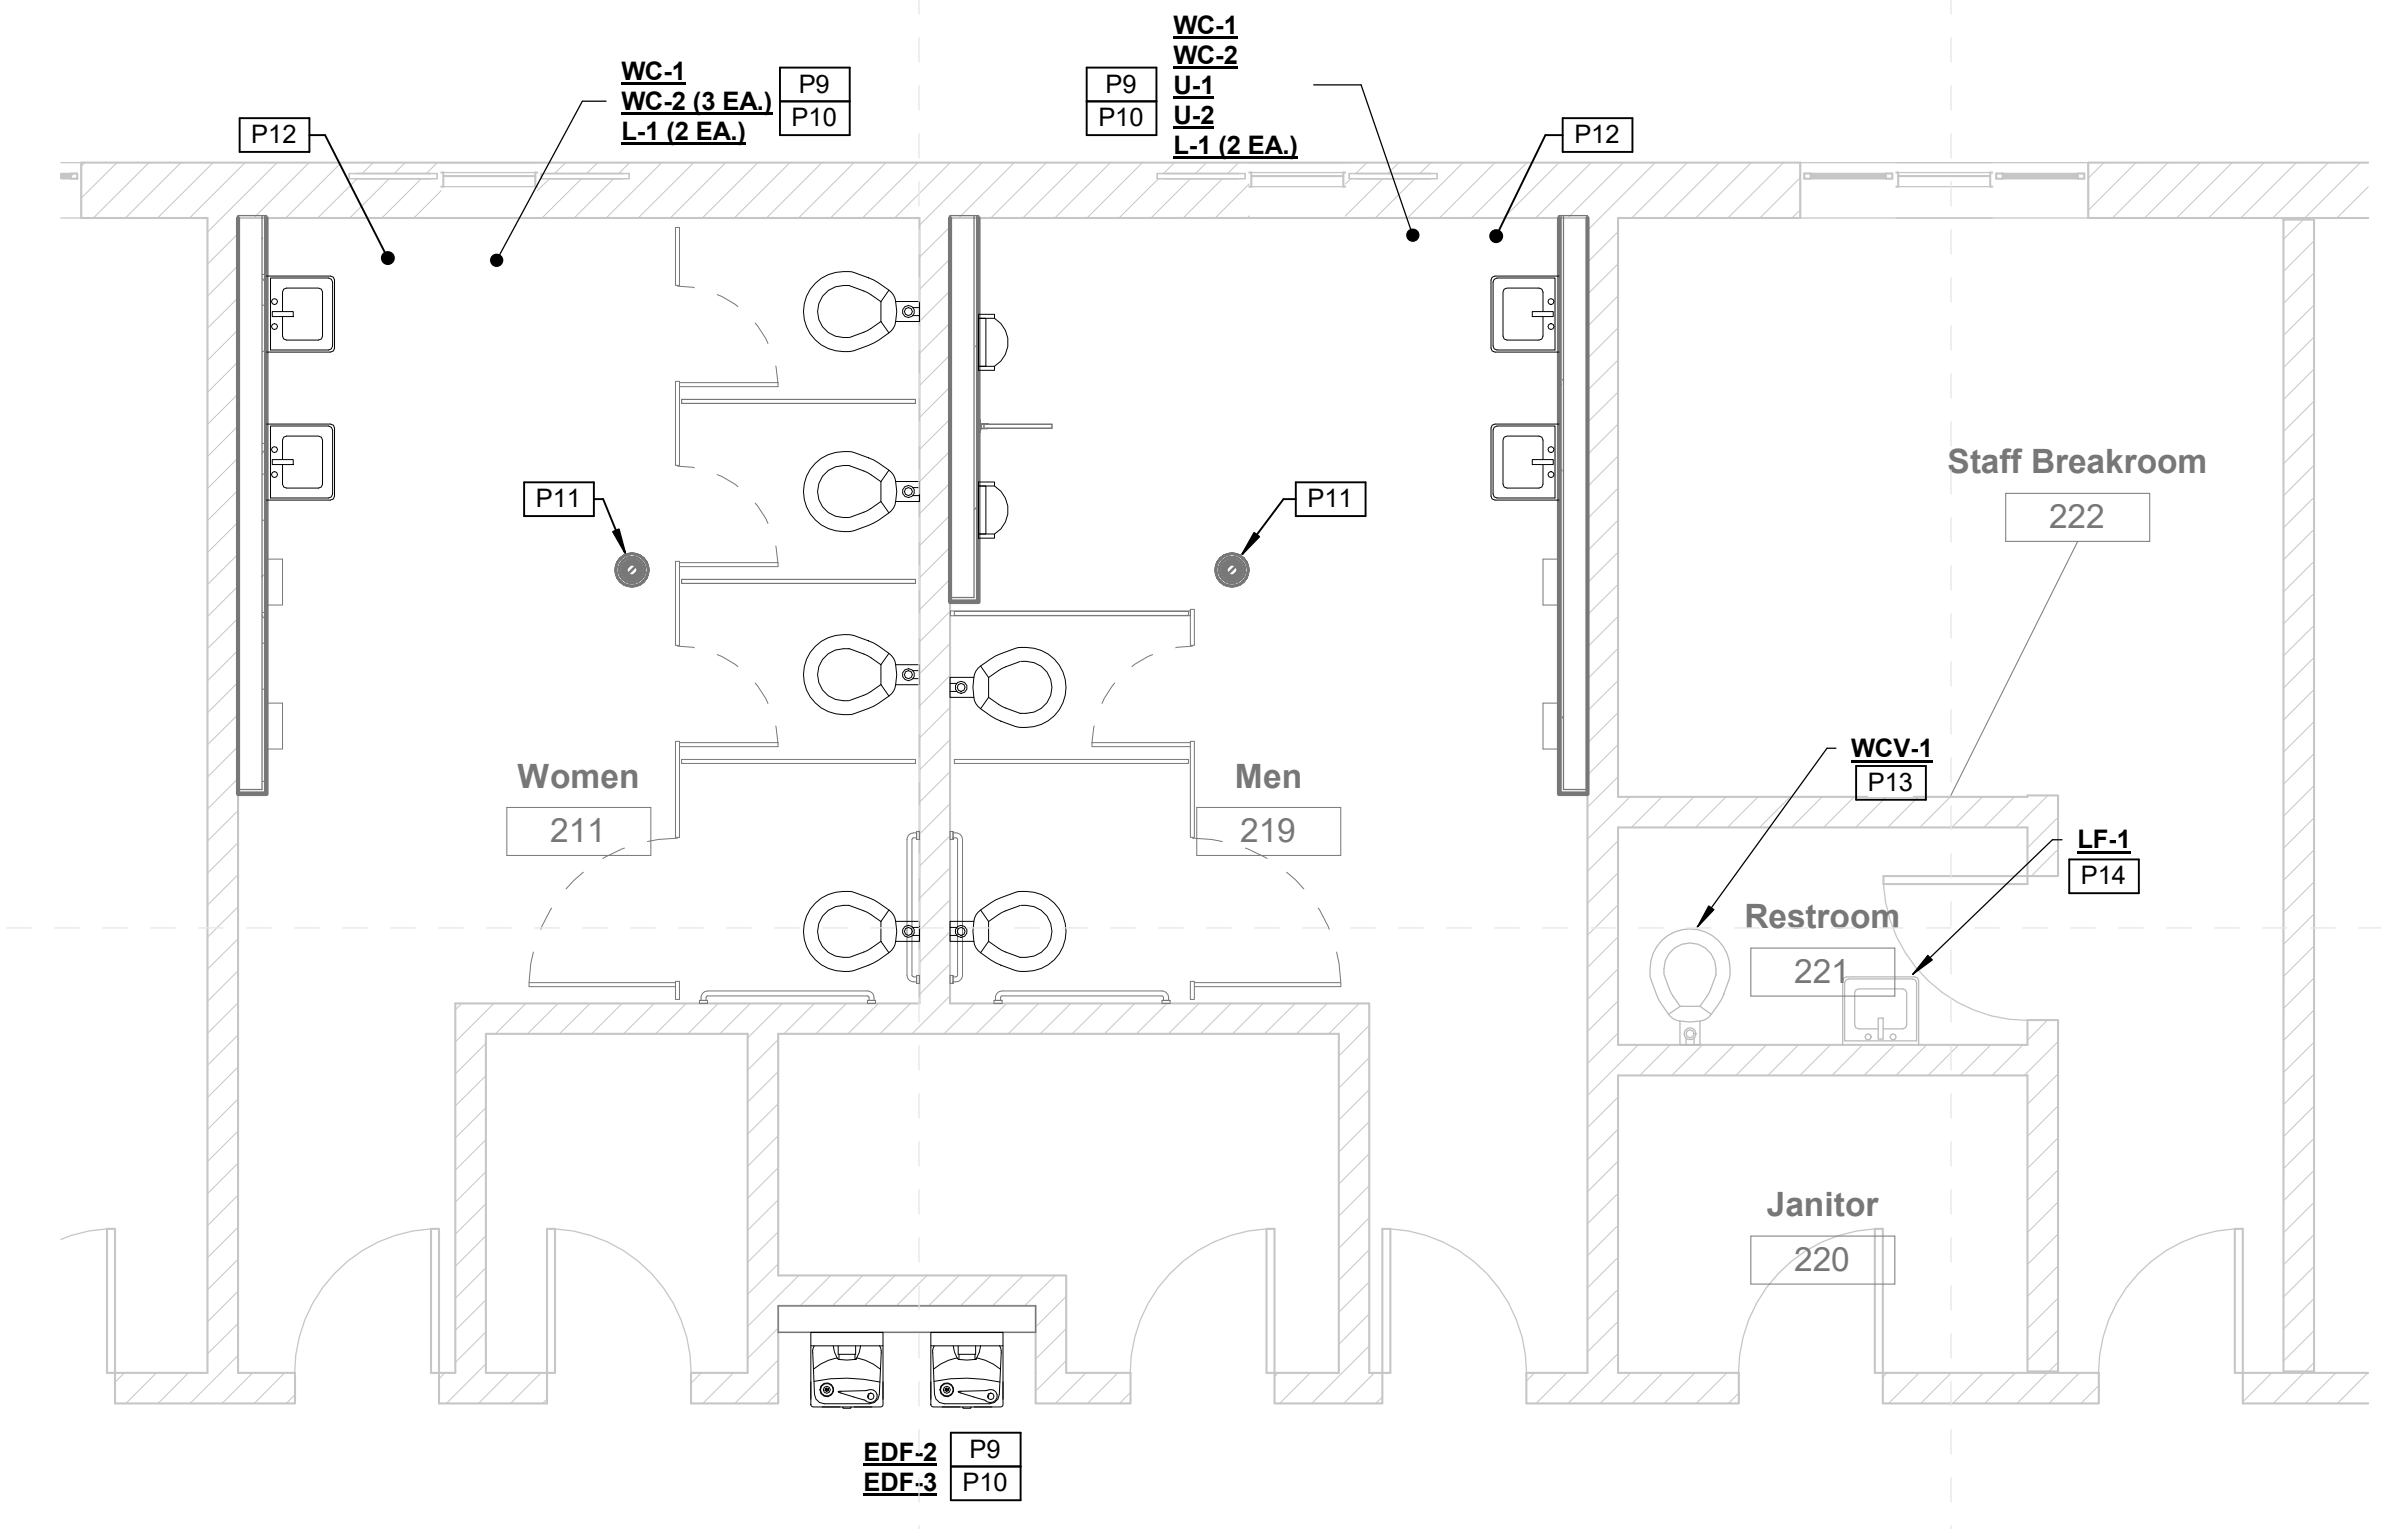 WC-1
WC-2 (3 EA.)
L-1 (2 EA.)
P9
P10
P12
WC-1
WC-2
U-1
U-2
L-1 (2 EA.)
P9
P10
P12
Staff Breakroom
222
P11
P11
Women
211
Men
219
WCV-1
P13
LF-1
P14
Restroom
221
Janitor
220
EDF-2
EDF-3
P9
P10